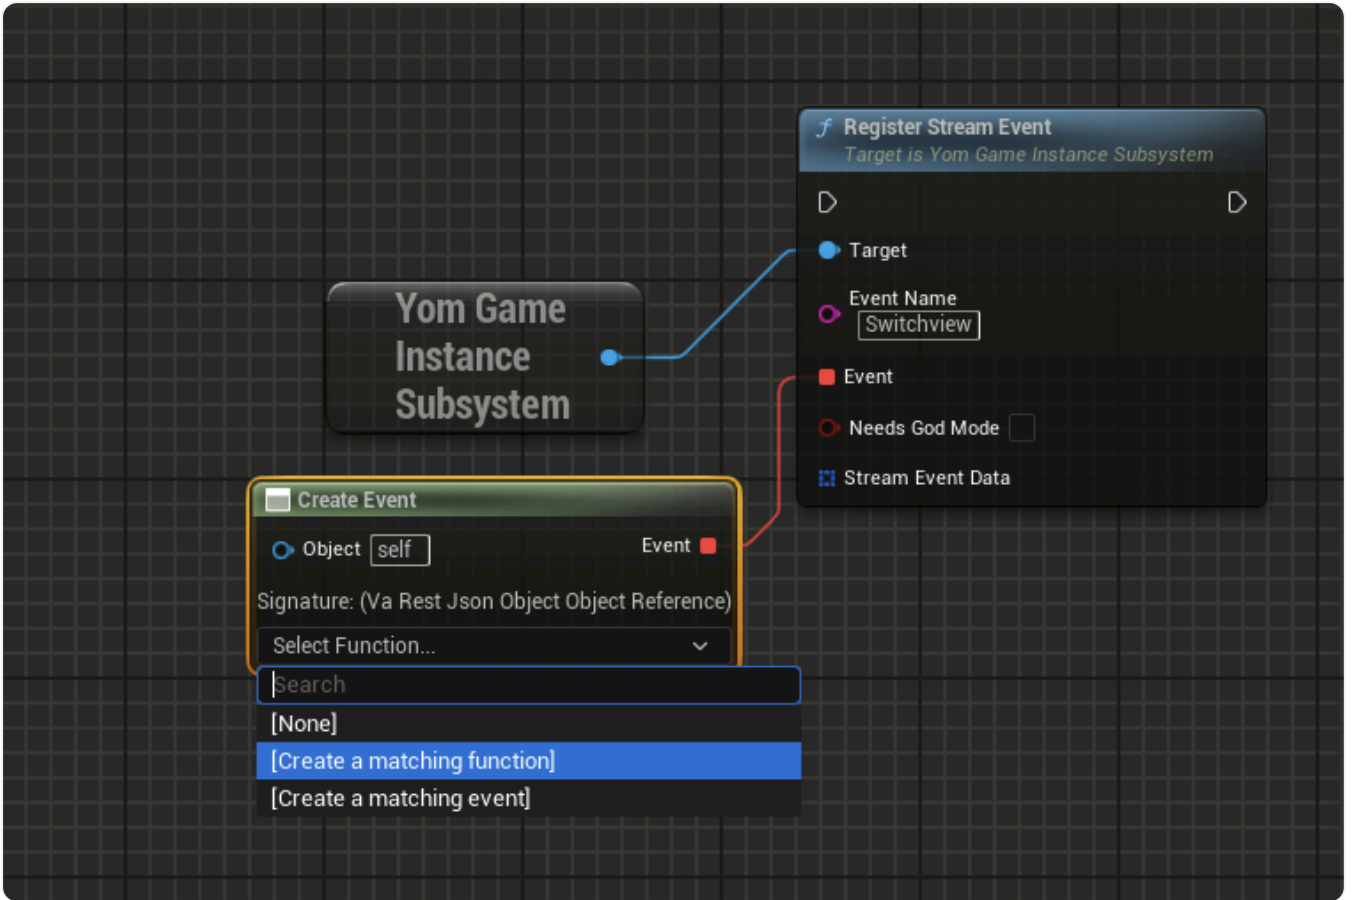 Register Stream Event
Target is Yom Game Instance Subsystem
Target
Event Name
Switchview
Event
Needs God Mode
Stream Event Data
Yom Game
Instance
Subsystem
Create Event
Object self
Event
Signature: (Va Rest Json Object Object Reference)
Select Function...
Search
[None]
[Create a matching function]
[Create a matching event]